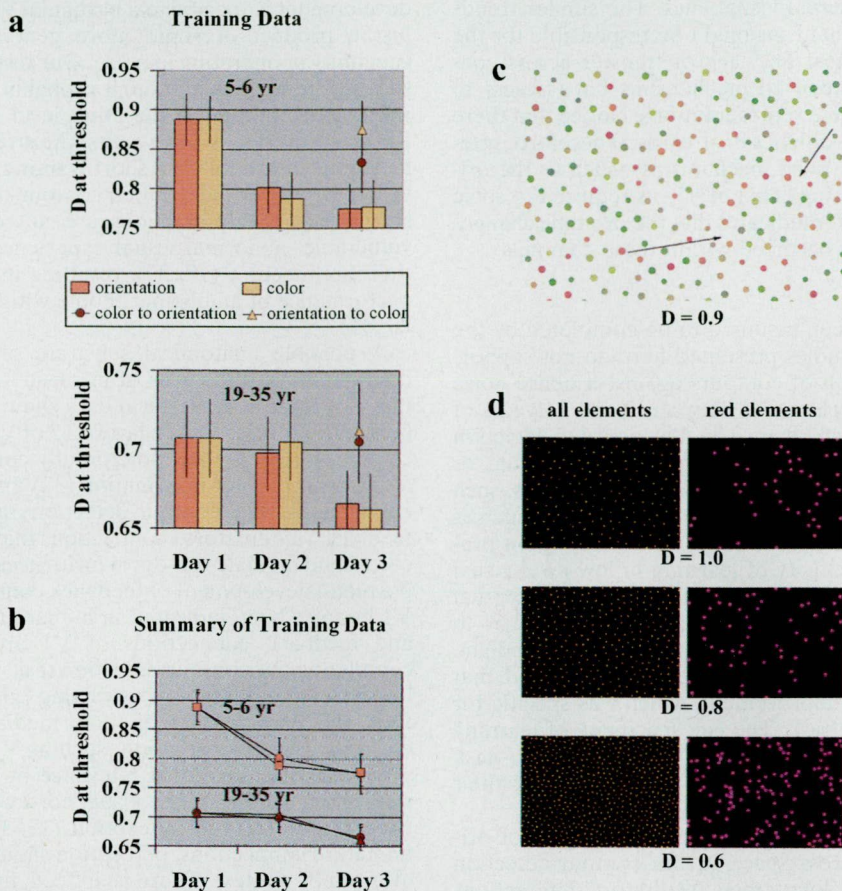 a
Training Data
0.95
0.9
0.85
0.8
0.75
D at threshold
5-6 yr
orientation
color
color to orientation
orientation to color
0.75
0.7
0.65
D at threshold
19-35 yr
Day 1 Day 2 Day 3
b
Summary of Training Data
0.95
0.9
0.85
0.8
0.75
0.7
0.65
D at threshold
5-6 yr
19-35 yr
Day 1 Day 2 Day 3
c
D = 0.9
d
all elements red elements
D = 1.0
D = 0.8
D = 0.6